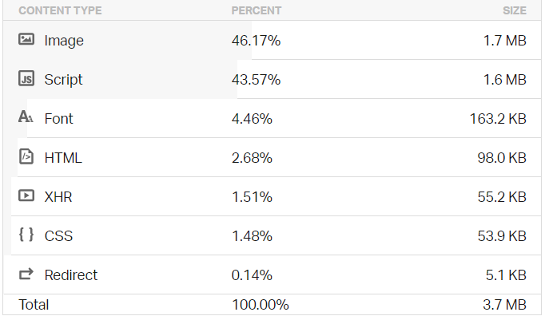 CONTENT TYPE PERCENT SIZE
Image 46.17% 1.7 MB
JS Script 43.57% 1.6 MB
Font 4.46% 163.2 KB
HTML 2.68% 98.0 KB
XHR 1.51% 55.2 KB
{ } CSS 1.48% 53.9 KB
Redirect 0.14% 5.1 KB
Total 100.00% 3.7 MB